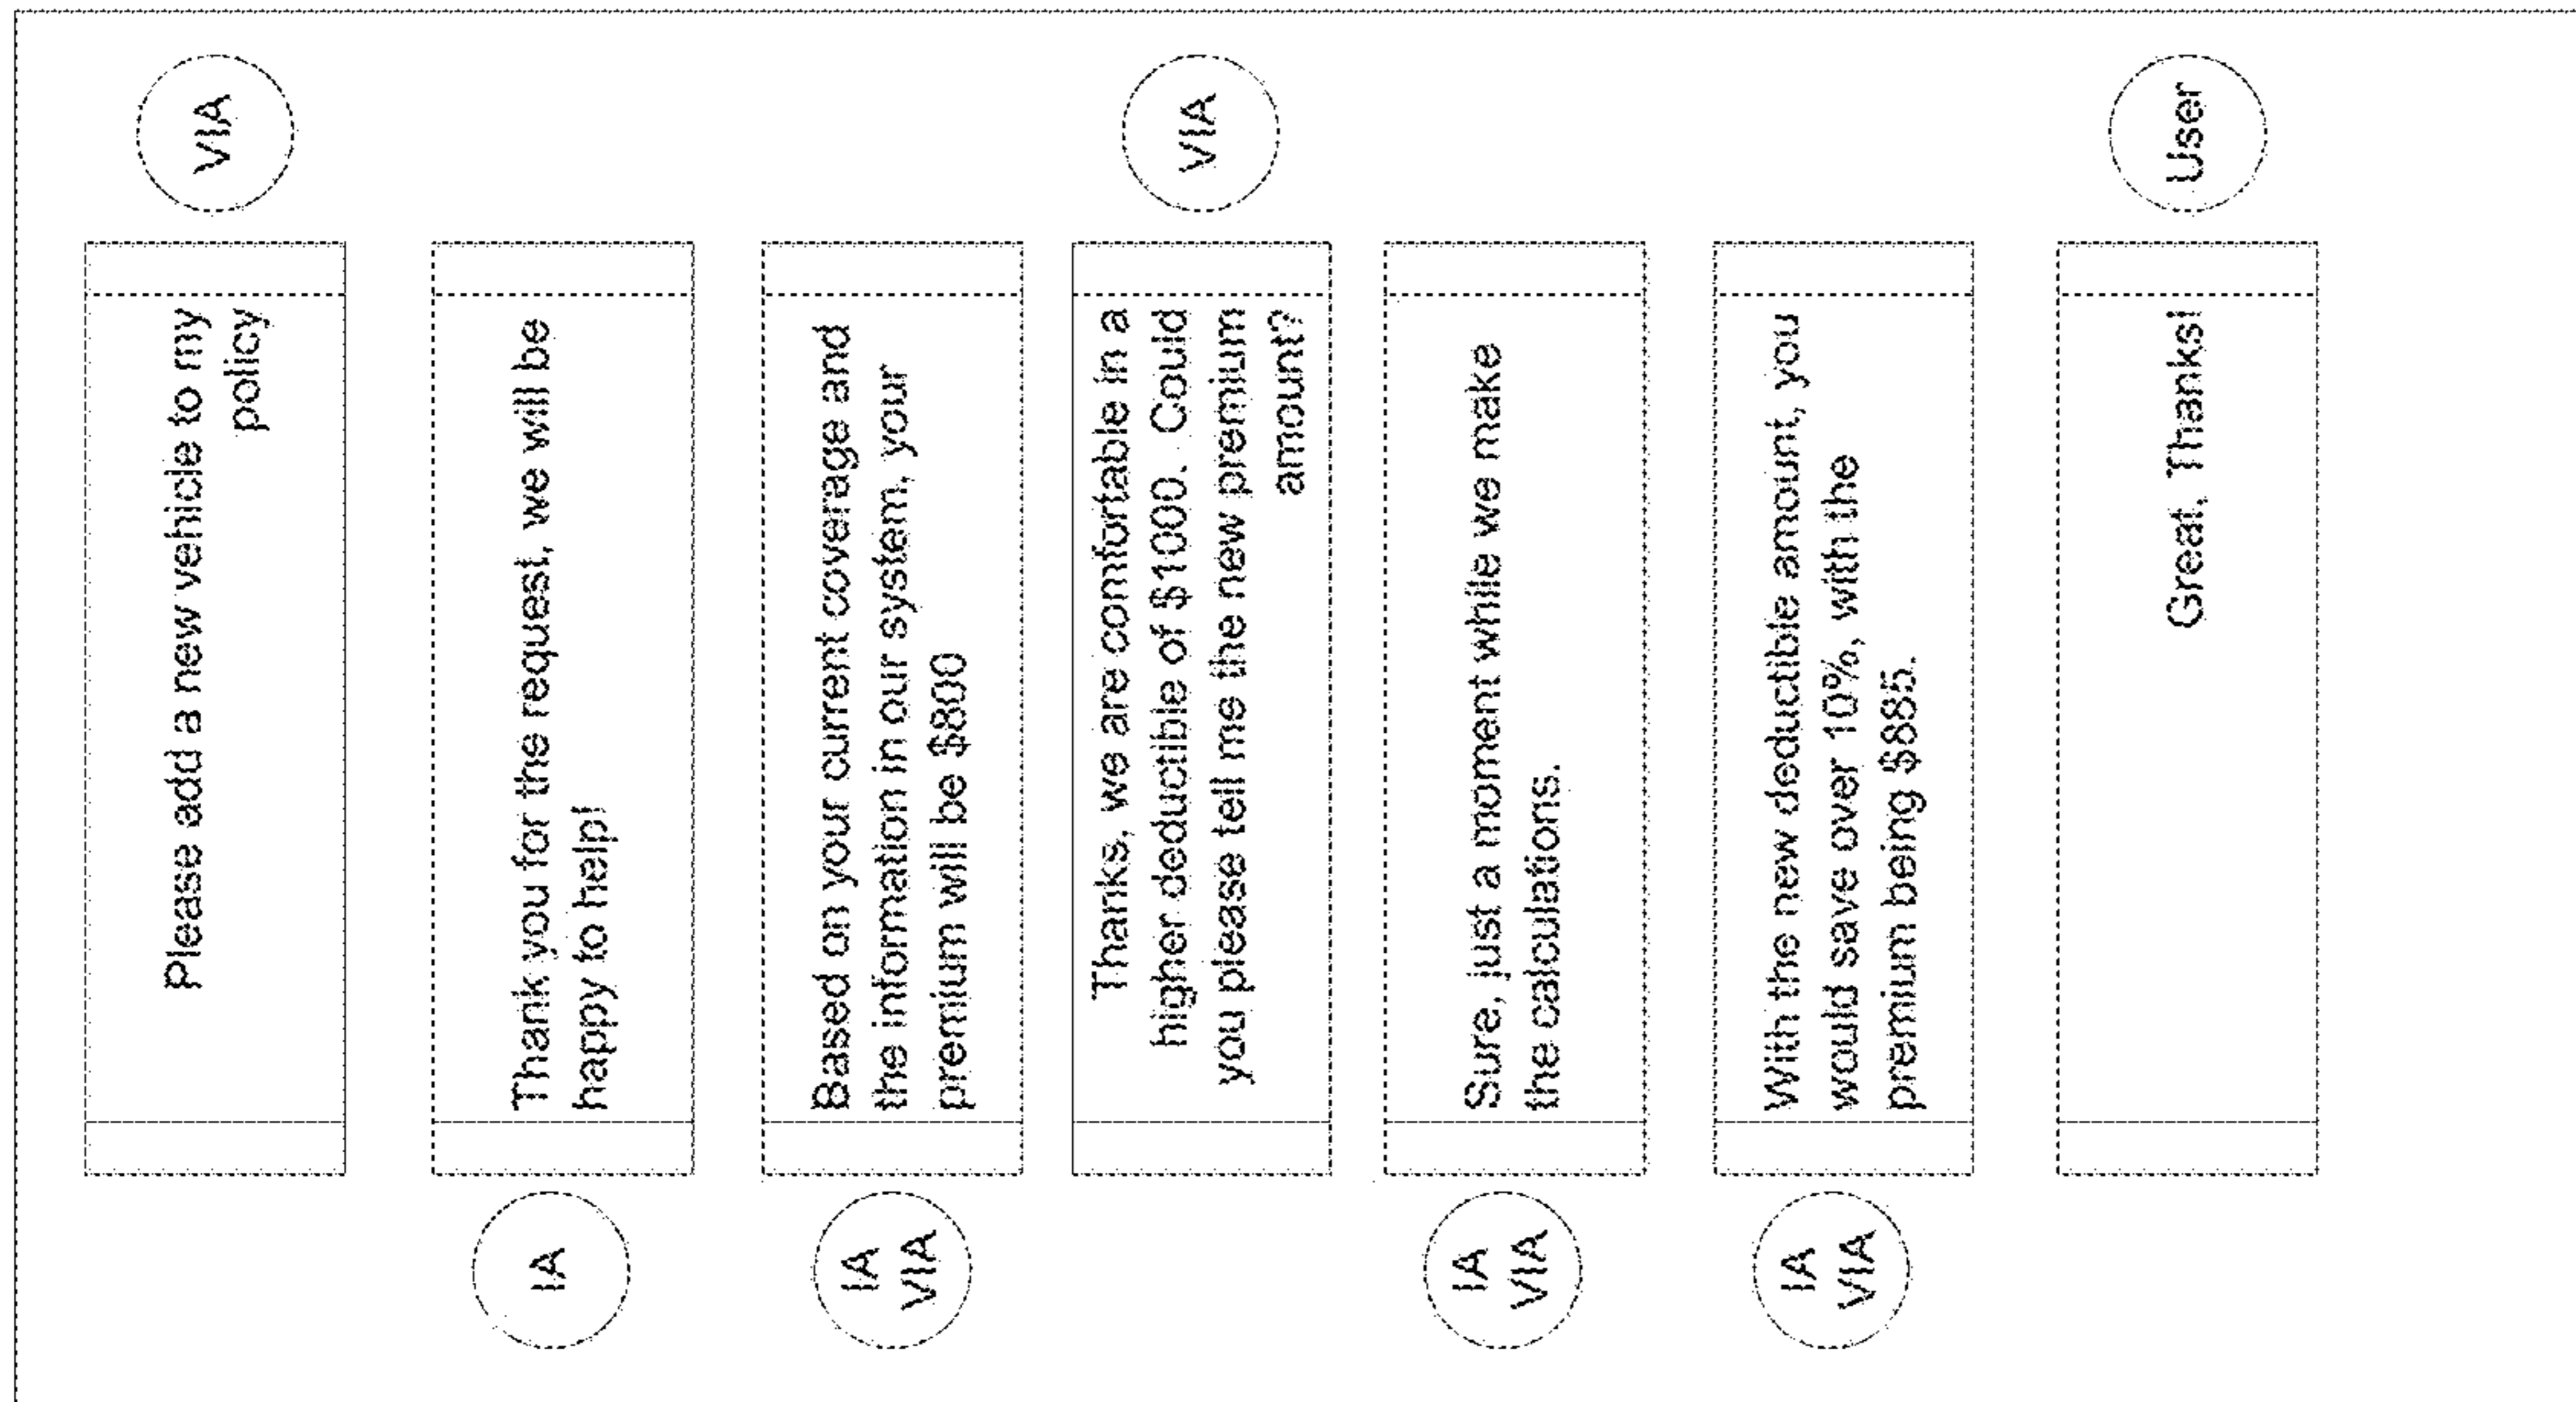 VIA
Please add a new vehicle to my
policy
IA
Thank you for the request, we will be
happy to help!
IA
VIA
Based on your current coverage and
the information in our system, your
premium will be $800
VIA
Thanks, we are comfortable in a
higher deductible of $1000. Could
you please tell me the new premium
amount?
IA
VIA
Sure, just a moment while we make
the calculations.
IA
VIA
With the new deductible amount, you
would save over 10%, with the
premium being $885.
User
Great, Thanks!